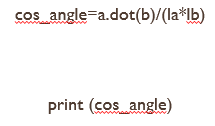 cos_angle=a.dot(b)/(la*lb)
print (cos_angle)